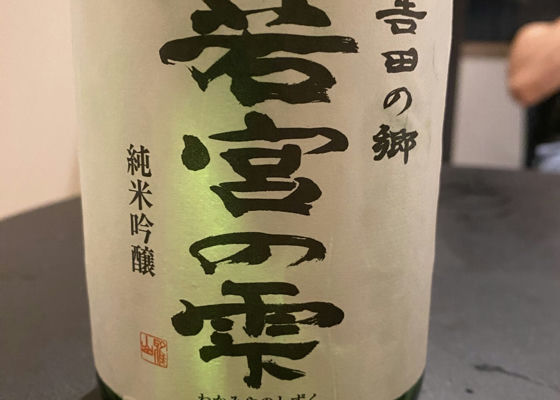 吉田の郷
若宮の雫
わかみやのしずく
純米吟醸